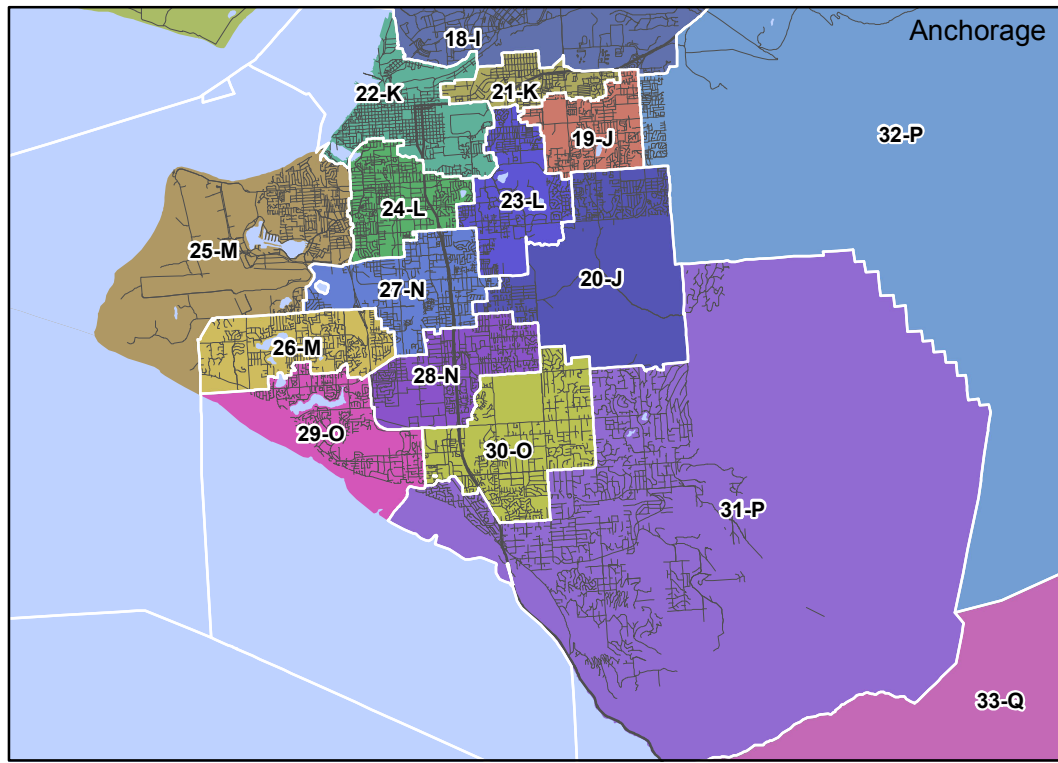 Anchorage
18-I
22-K
21-K
32-P
19-J
24-L
23-L
25-M
20-J
27-N
26-M
28-N
29-O
30-O
31-P
33-Q